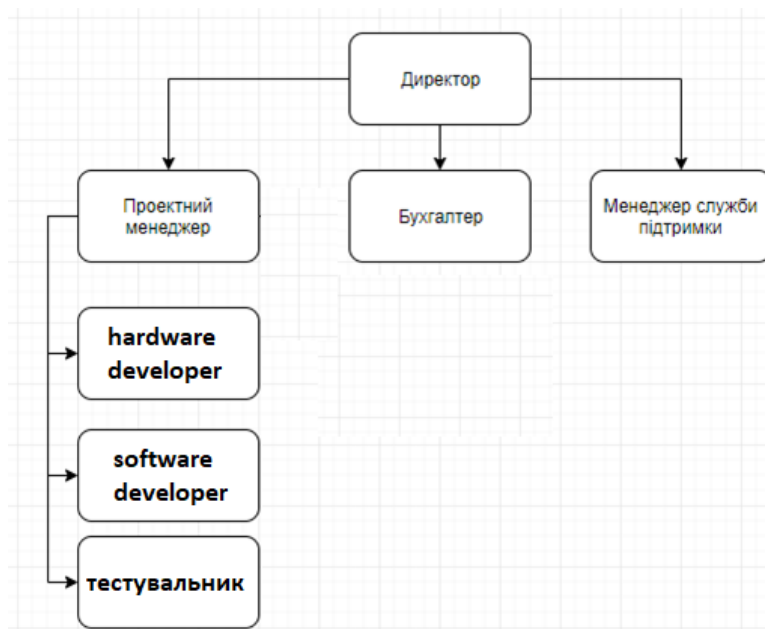 Директор
Проектний
менеджер
Бухгалтер
Менеджер служби
підтримки
hardware
developer
software
developer
тестувальник